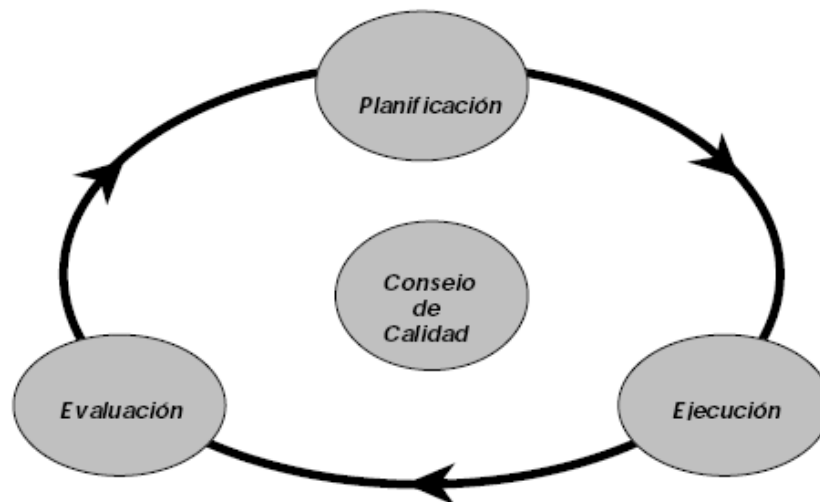 Planificación
Consejo
de
Calidad
Evaluación
Ejecución